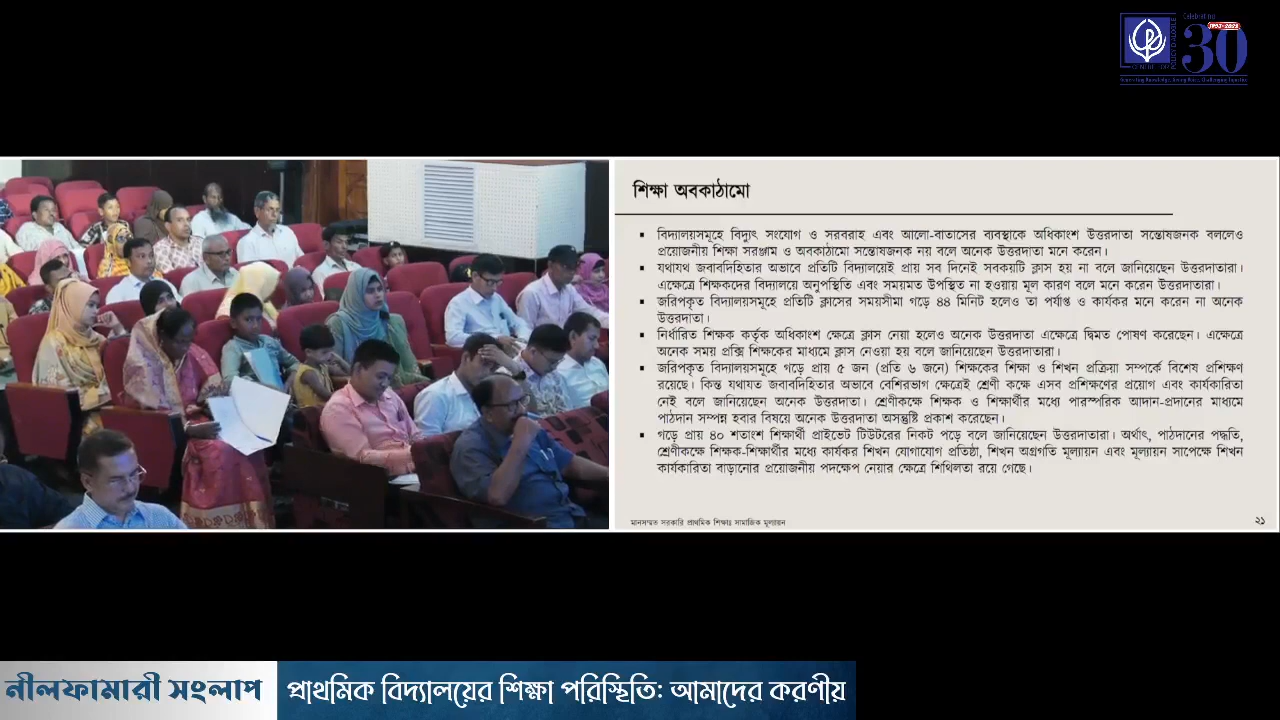 Celebrating
1993-2023
30
শিক্ষা অবকাঠামো
▪ বিদ্যালয়সমূহে বিদ্যুৎ সংযোগ ও সরবরাহ এবং আলো-বাতাসের ব্যবস্থাকে অধিকাংশ উত্তরদাতা সন্তোষজনক বললেও
প্রয়োজনীয় শিক্ষা সরঞ্জাম ও অবকাঠামো সন্তোষজনক নয় বলে অনেক উত্তরদাতা মনে করেন।
▪ যথাযথ জবাবদিহিতার অভাবে প্রতিটি বিদ্যালয়েই প্রায় সব দিনেই সবকয়টি ক্লাস হয় না বলে জানিয়েছেন উত্তরদাতারা।
এক্ষেত্রে শিক্ষকদের বিদ্যালয়ে অনুপস্থিতি এবং সময়মত উপস্থিত না হওয়ায় মূল কারণ বলে মনে করেন উত্তরদাতারা।
▪ জরিপকৃত বিদ্যালয়সমূহে প্রতিটি ক্লাসের সময়সীমা গড়ে ৪৪ মিনিট হলেও তা পর্যাপ্ত ও কার্যকর মনে করেন না অনেক
উত্তরদাতা।
▪ নির্ধারিত শিক্ষক কর্তৃক অধিকাংশ ক্ষেত্রে ক্লাস নেয়া হলেও অনেক উত্তরদাতা এক্ষেত্রে দ্বিমত পোষণ করেছেন। এক্ষেত্রে
অনেক সময় প্রক্সি শিক্ষকের মাধ্যমে ক্লাস নেওয়া হয় বলে জানিয়েছেন উত্তরদাতারা।
▪ জরিপকৃত বিদ্যালয়সমূহে গড়ে প্রায় ৫ জন (প্রতি ৬ জনে) শিক্ষকের শিক্ষা ও শিখন প্রক্রিয়া সম্পর্কে বিশেষ প্রশিক্ষণ
রয়েছে। কিন্ত যথাযত জবাবদিহিতার অভাবে বেশিরভাগ ক্ষেত্রেই শ্রেণী কক্ষে এসব প্রশিক্ষণের প্রয়োগ এবং কার্যকারিতা
নেই বলে জানিয়েছেন অনেক উত্তরদাতা। শ্রেণীকক্ষে শিক্ষক ও শিক্ষার্থীর মধ্যে পারস্পরিক আদান-প্রদানের মাধ্যমে
পাঠদান সম্পন্ন হবার বিষয়ে অনেক উত্তরদাতা অসন্তুষ্টি প্রকাশ করেছেন।
▪ গড়ে প্রায় ৪০ শতাংশ শিক্ষার্থী প্রাইভেট টিউটরের নিকট পড়ে বলে জানিয়েছেন উত্তরদাতারা। অর্থাৎ, পাঠদানের পদ্ধতি,
শ্রেণীকক্ষে শিক্ষক-শিক্ষার্থীর মধ্যে কার্যকর শিখন যোগাযোগ প্রতিষ্ঠা, শিখন অগ্রগতি মূল্যায়ন এবং মূল্যায়ন সাপেক্ষে শিখন
কার্যকারিতা বাড়ানোর প্রয়োজনীয় পদক্ষেপ নেয়ার ক্ষেত্রে শিথিলতা রয়ে গেছে।
মানসম্মত সরকারি প্রাথমিক শিক্ষাঃ সামাজিক মূল্যায়ন
২১
নীলফামারী সংলাপ
প্রাথমিক বিদ্যালয়ের শিক্ষা পরিস্থিতি: আমাদের করণীয়